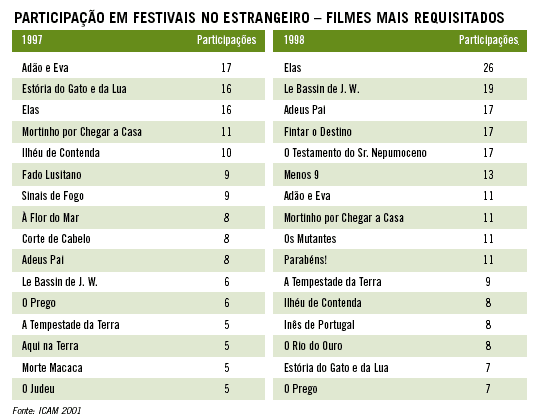 PARTICIPAÇÃO EM FESTIVAIS NO ESTRANGEIRO – FILMES MAIS REQUISITADOS
1997 Participações 1998 Participações
Adão e Eva 17 Elas 26
Estória do Gato e da Lua 16 Le Bassin de J. W. 19
Elas 16 Adeus Pai 17
Mortinho por Chegar a Casa 11 Fintar o Destino 17
Ilhéu de Contenda 10 O Testamento do Sr. Nepumoceno 17
Fado Lusitano 9 Menos 9 13
Sinais de Fogo 9 Adão e Eva 11
À Flor do Mar 8 Mortinho por Chegar a Casa 11
Corte de Cabelo 8 Os Mutantes 11
Adeus Pai 8 Parabéns! 11
Le Bassin de J. W. 6 A Tempestade da Terra 9
O Prego 6 Ilhéu de Contenda 8
A Tempestade da Terra 5 Inês de Portugal 8
Aqui na Terra 5 O Rio do Ouro 8
Morte Macaca 5 Estória do Gato e da Lua 7
O Judeu 5 O Prego 7
Fonte: ICAM 2001